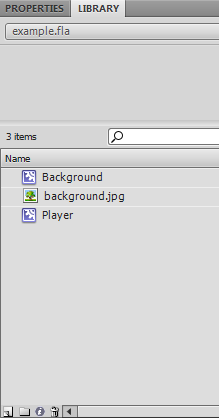 PROPERTIES LIBRARY
example.fla
3 items
Name
Background
background.jpg
Player